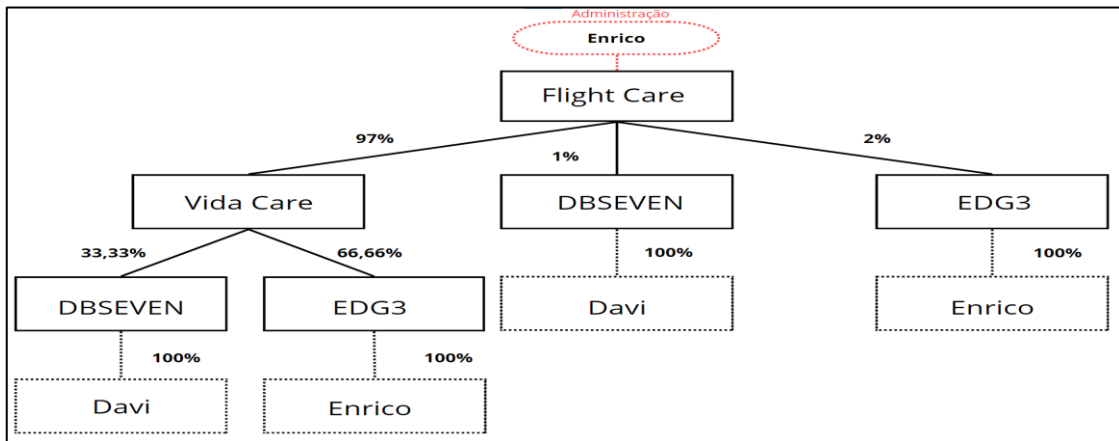 Administração
Enrico
Flight Care
97%
1%
2%
Vida Care
DBSEVEN
EDG3
33,33%
66,66%
100%
100%
DBSEVEN
EDG3
Davi
Enrico
100%
100%
Davi
Enrico